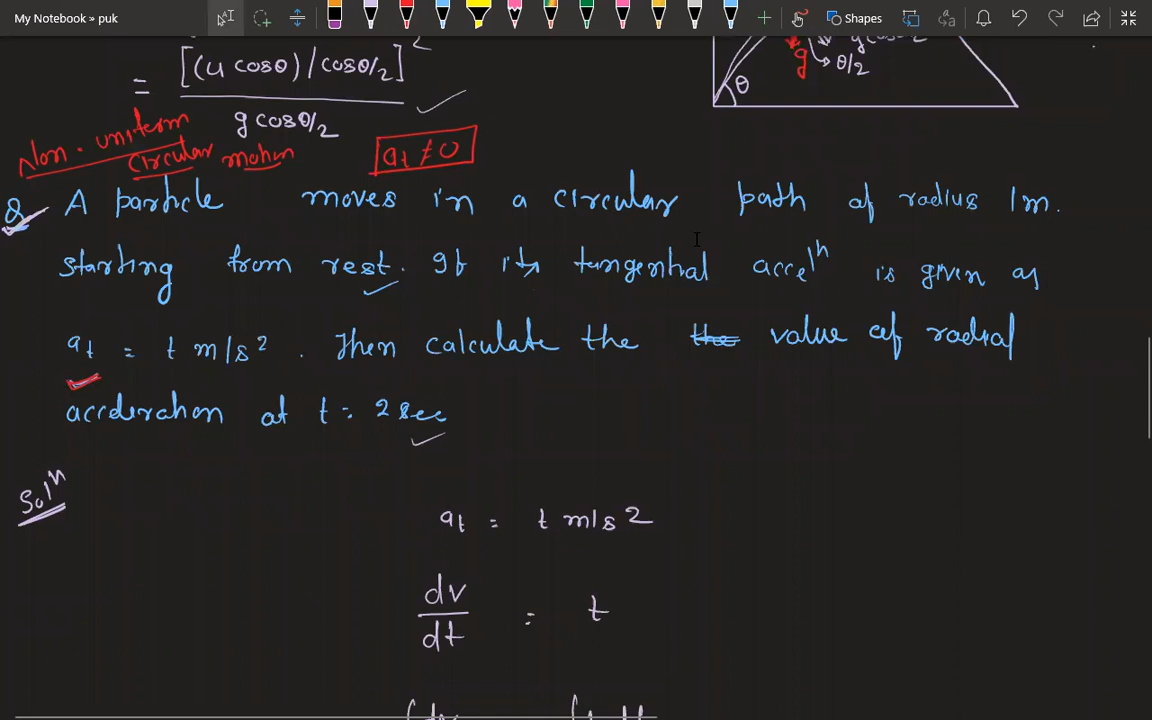 My Notebook » puk
Shapes
= [(u cosθ) / cosθ/2]²
g cosθ/2
g
θ/2
θ
Non-uniform
circular motion
at ≠ 0
Q A particle moves in a circular path of radius 1m.
starting from rest. If its tangential accelⁿ is given as
at = t m/s². Then calculate the the value of radial
acceleration at t = 2 sec
Solⁿ
at = t m/s2
dv
dt = t